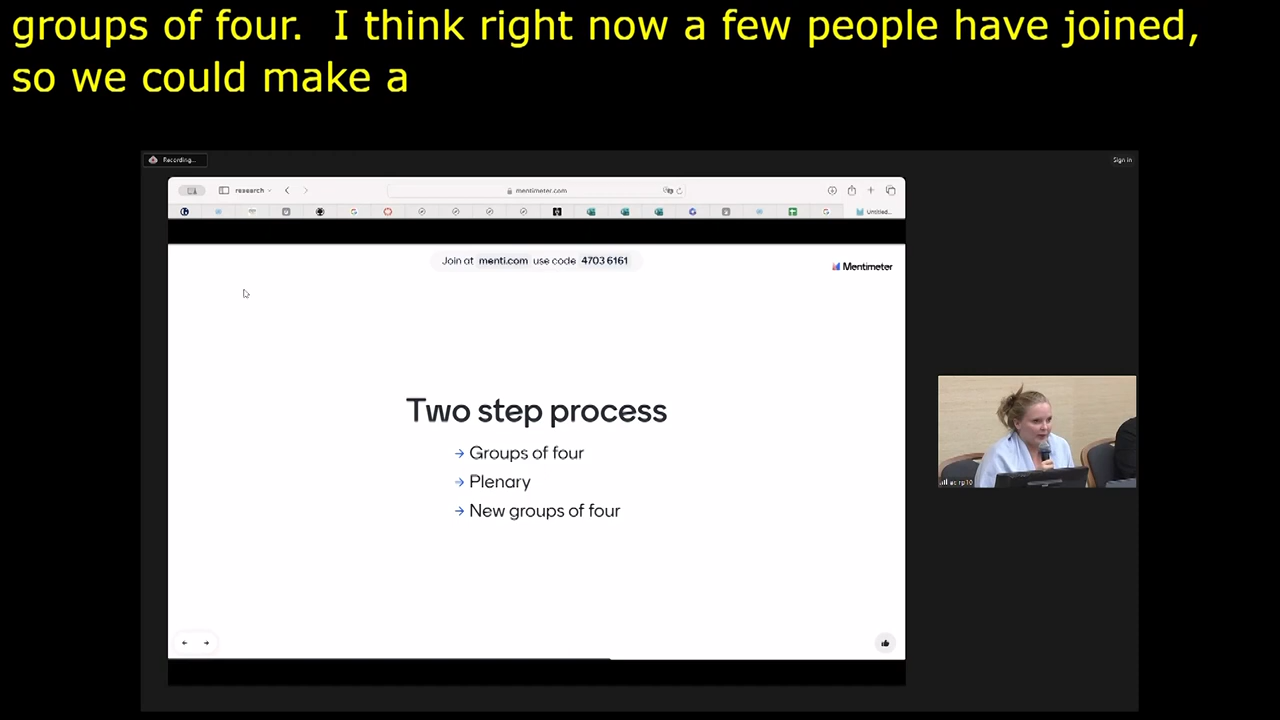 groups of four. I think right now a few people have joined,
so we could make a
Recording...
Sign in
research
mentimeter.com
Untitled...
Join at menti.com use code 4703 6161
Mentimeter
Two step process
→ Groups of four
→ Plenary
→ New groups of four